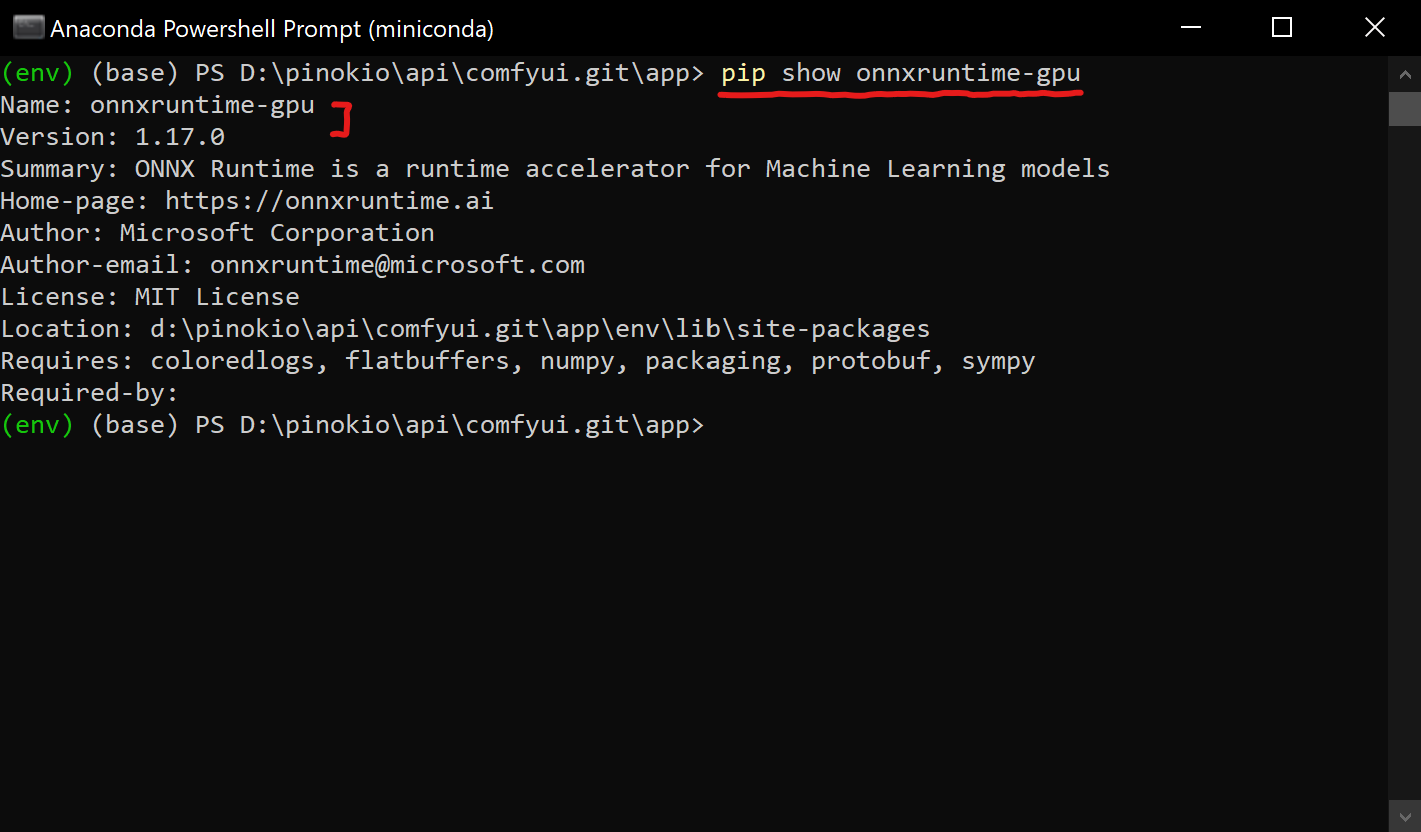 Anaconda Powershell Prompt (miniconda)
(env) (base) PS D:\pinokio\api\comfyui.git\app> pip show onnxruntime-gpu
Name: onnxruntime-gpu
Version: 1.17.0
Summary: ONNX Runtime is a runtime accelerator for Machine Learning models
Home-page: https://onnxruntime.ai
Author: Microsoft Corporation
Author-email: onnxruntime@microsoft.com
License: MIT License
Location: d:\pinokio\api\comfyui.git\app\env\lib\site-packages
Requires: coloredlogs, flatbuffers, numpy, packaging, protobuf, sympy
Required-by:
(env) (base) PS D:\pinokio\api\comfyui.git\app>